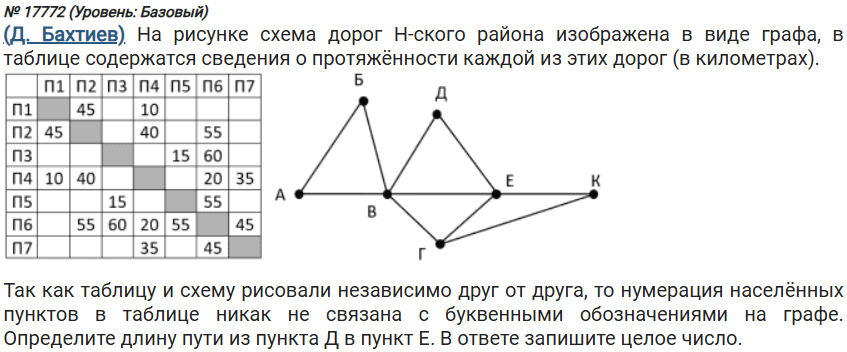 № 17772 (Уровень: Базовый)
(Д. Бахтиев) На рисунке схема дорог Н-ского района изображена в виде графа, в
таблице содержатся сведения о протяжённости каждой из этих дорог (в километрах).
П1 П2 П3 П4 П5 П6 П7
П1 45 10
П2 45 40 55
П3 15 60
П4 10 40 20 35
П5 15 55
П6 55 60 20 55 45
П7 35 45
Б
Д
А
В
Е
К
Г
Так как таблицу и схему рисовали независимо друг от друга, то нумерация населённых
пунктов в таблице никак не связана с буквенными обозначениями на графе.
Определите длину пути из пункта Д в пункт Е. В ответе запишите целое число.